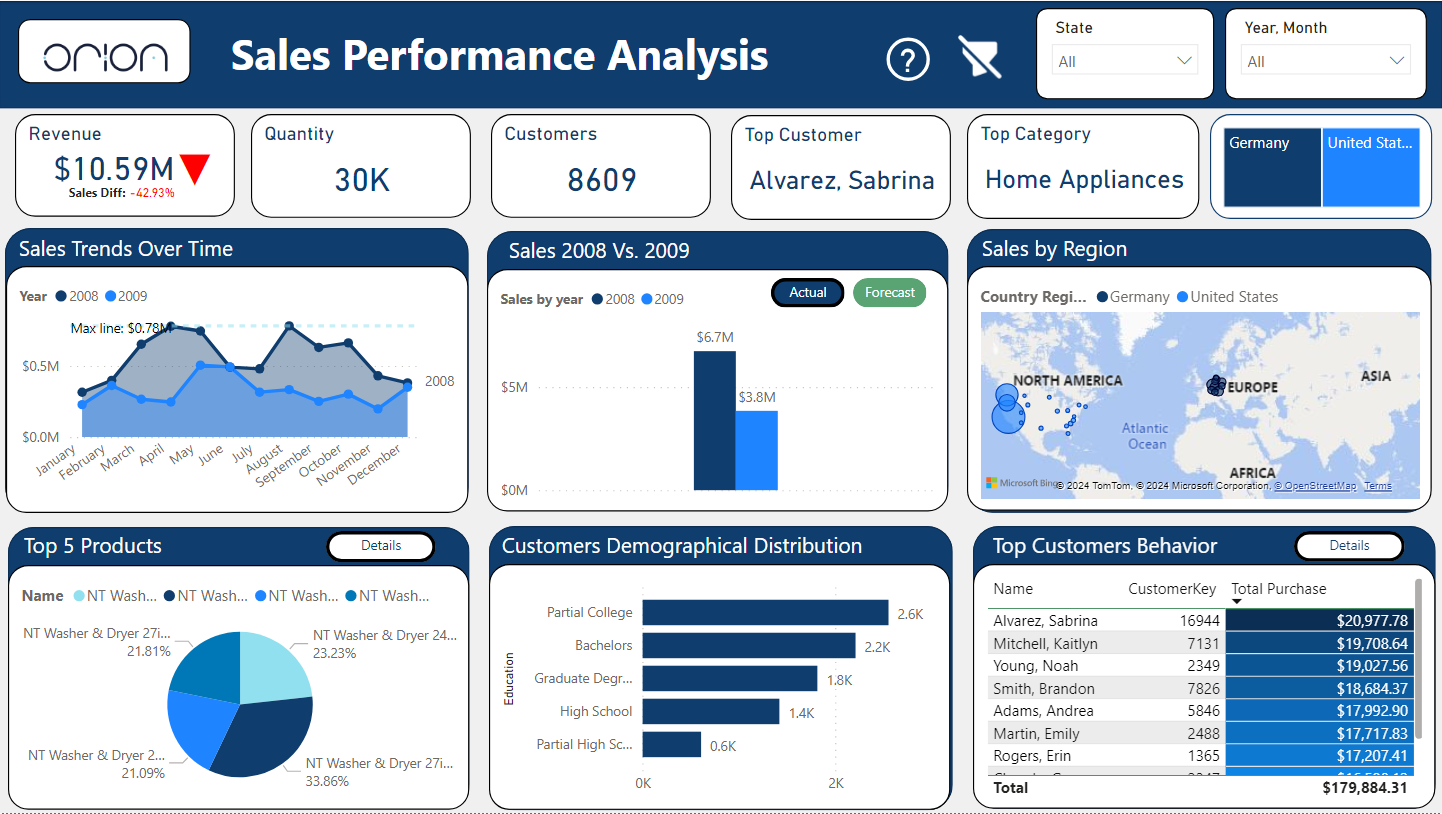 orion
Sales Performance Analysis
?
State
All
Year, Month
All
Revenue
$10.59M
Sales Diff: -42.93%
Quantity
30K
Customers
8609
Top Customer
Alvarez, Sabrina
Top Category
Home Appliances
Germany
United Stat...
Sales Trends Over Time
Year 2008 2009
Max line: $0.78M
$0.5M
$0.0M
2008
January
February
March
April
May
June
July
August
September
October
November
December
Sales 2008 Vs. 2009
Sales by year 2008 2009
Actual
Forecast
$6.7M
$5M
$3.8M
$0M
Sales by Region
Country Regi... Germany United States
NORTH AMERICA
EUROPE
ASIA
Atlantic
Ocean
AFRICA
Microsoft Bing
© 2024 TomTom, © 2024 Microsoft Corporation, © OpenStreetMap Terms
Top 5 Products
Details
Name NT Wash... NT Wash... NT Wash... NT Wash...
NT Washer & Dryer 27i...
21.81%
NT Washer & Dryer 24...
23.23%
NT Washer & Dryer 2...
21.09%
NT Washer & Dryer 27i...
33.86%
Customers Demographical Distribution
Education
Partial College 2.6K
Bachelors 2.2K
Graduate Degr... 1.8K
High School 1.4K
Partial High Sc... 0.6K
0K 2K
Top Customers Behavior
Details
Name CustomerKey Total Purchase
Alvarez, Sabrina 16944 $20,977.78
Mitchell, Kaitlyn 7131 $19,708.64
Young, Noah 2349 $19,027.56
Smith, Brandon 7826 $18,684.37
Adams, Andrea 5846 $17,992.90
Martin, Emily 2488 $17,717.83
Rogers, Erin 1365 $17,207.41
Total $179,884.31